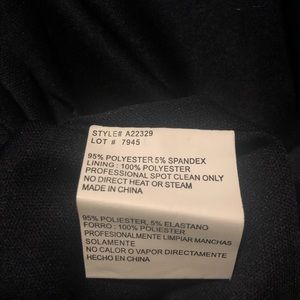 STYLE# A22329
LOT # 7945
95% POLYESTER 5% SPANDEX
LINING : 100% POLYESTER
PROFESSIONAL SPOT CLEAN ONLY
NO DIRECT HEAT OR STEAM
MADE IN CHINA
95% POLIESTER, 5% ELASTANO
FORRO : 100% POLIESTER
PROFESIONALMENTE LIMPIAR MANCHAS
SOLAMENTE
NO CALOR O VAPOR DIRECTAMENTE
HECHO EN CHINA